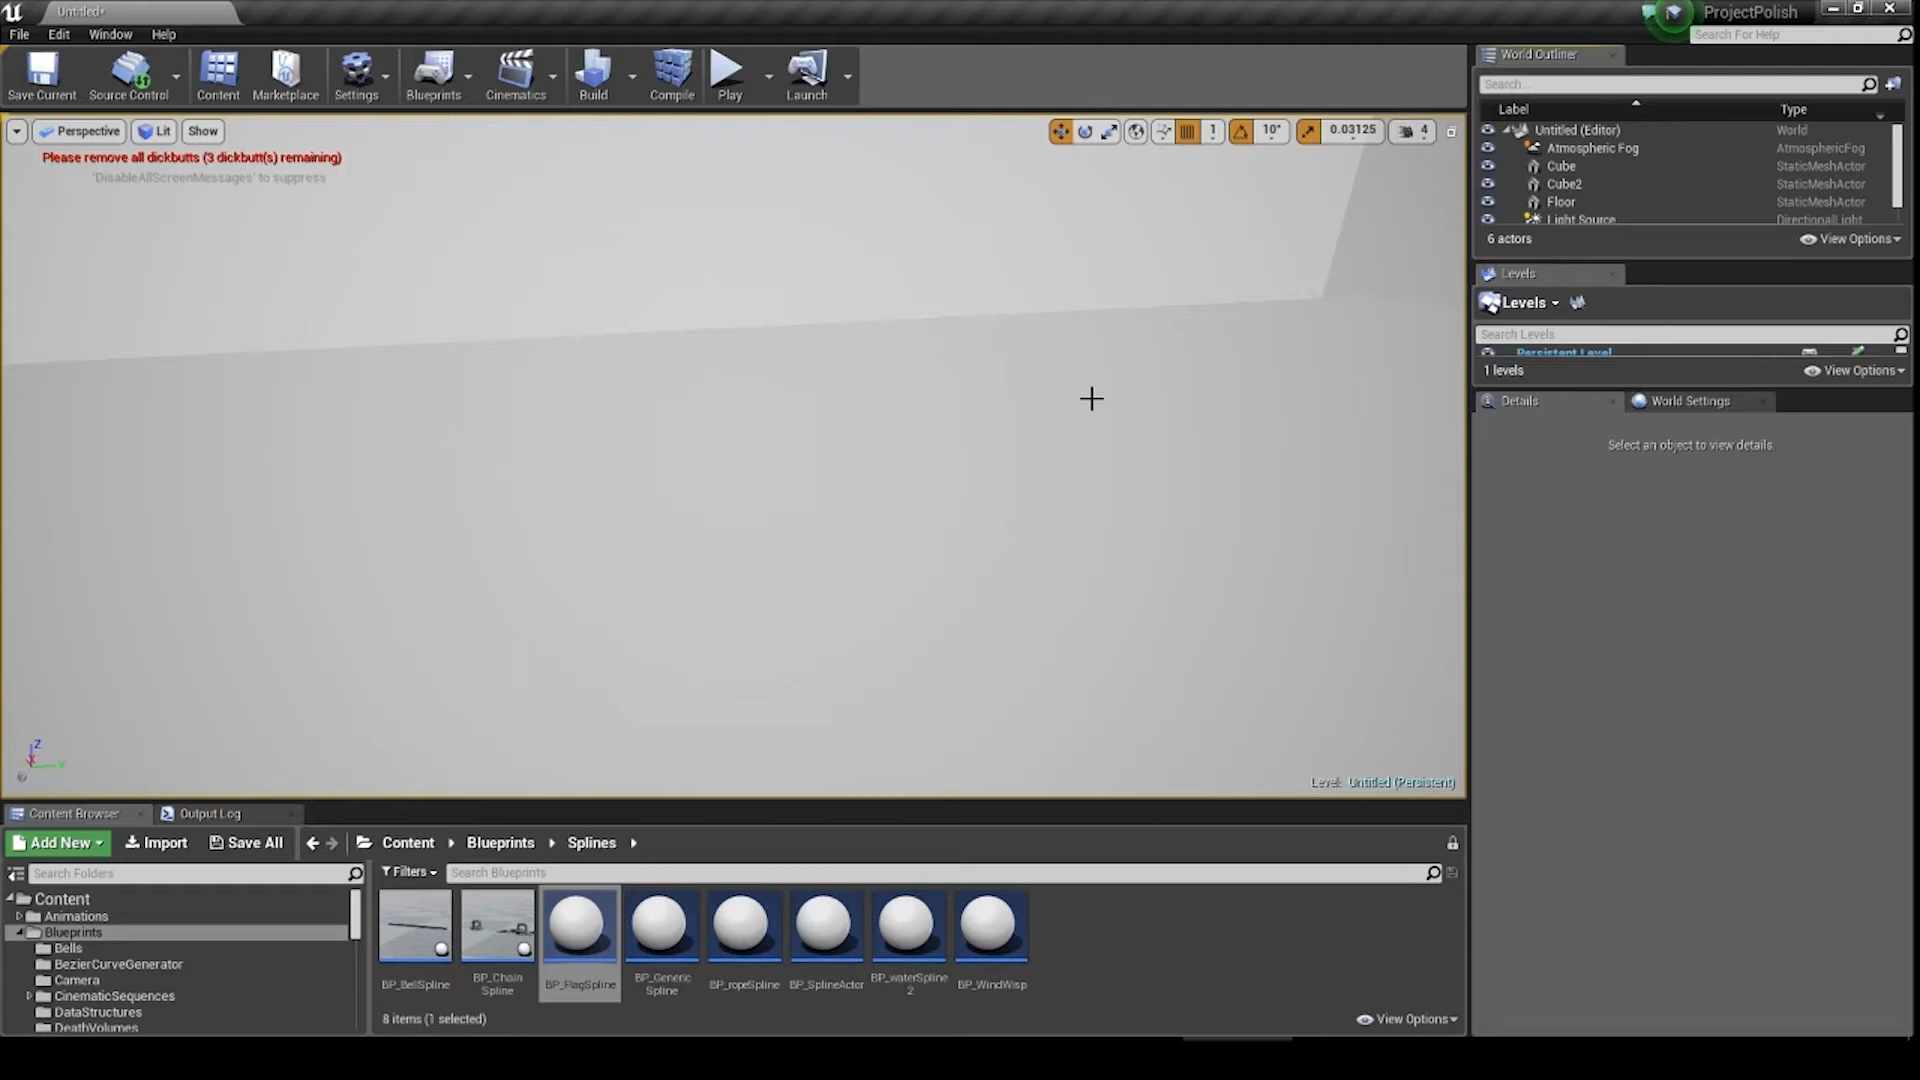 Untitled*
ProjectPolish
File Edit Window Help
Search For Help
Save Current
Source Control
Content
Marketplace
Settings
Blueprints
Cinematics
Build
Compile
Play
Launch
Perspective
Lit
Show
1
10°
0.03125
4
Please remove all dickbutts (3 dickbutt(s) remaining)
'DisableAllScreenMessages' to suppress
Z
Y
Level: Untitled (Persistent)
World Outliner
Search...
Label Type
Untitled (Editor) World
Atmospheric Fog AtmosphericFog
Cube StaticMeshActor
Cube2 StaticMeshActor
Floor StaticMeshActor
Light Source DirectionalLight
6 actors
View Options
Levels
Levels
Search Levels
Persistent Level
1 levels
View Options
Details
World Settings
Select an object to view details.
Content Browser
Output Log
Add New
Import
Save All
Content
Blueprints
Splines
Search Folders
Filters
Search Blueprints
Content
Animations
Blueprints
Bells
BezierCurveGenerator
Camera
CinematicSequences
DataStructures
DeathVolumes
BP_BellSpline
BP_Chain
Spline
BP_FlagSpline
BP_Generic
Spline
BP_ropeSpline
BP_SplineActor
BP_waterSpline
2
BP_WindWisp
8 items (1 selected)
View Options